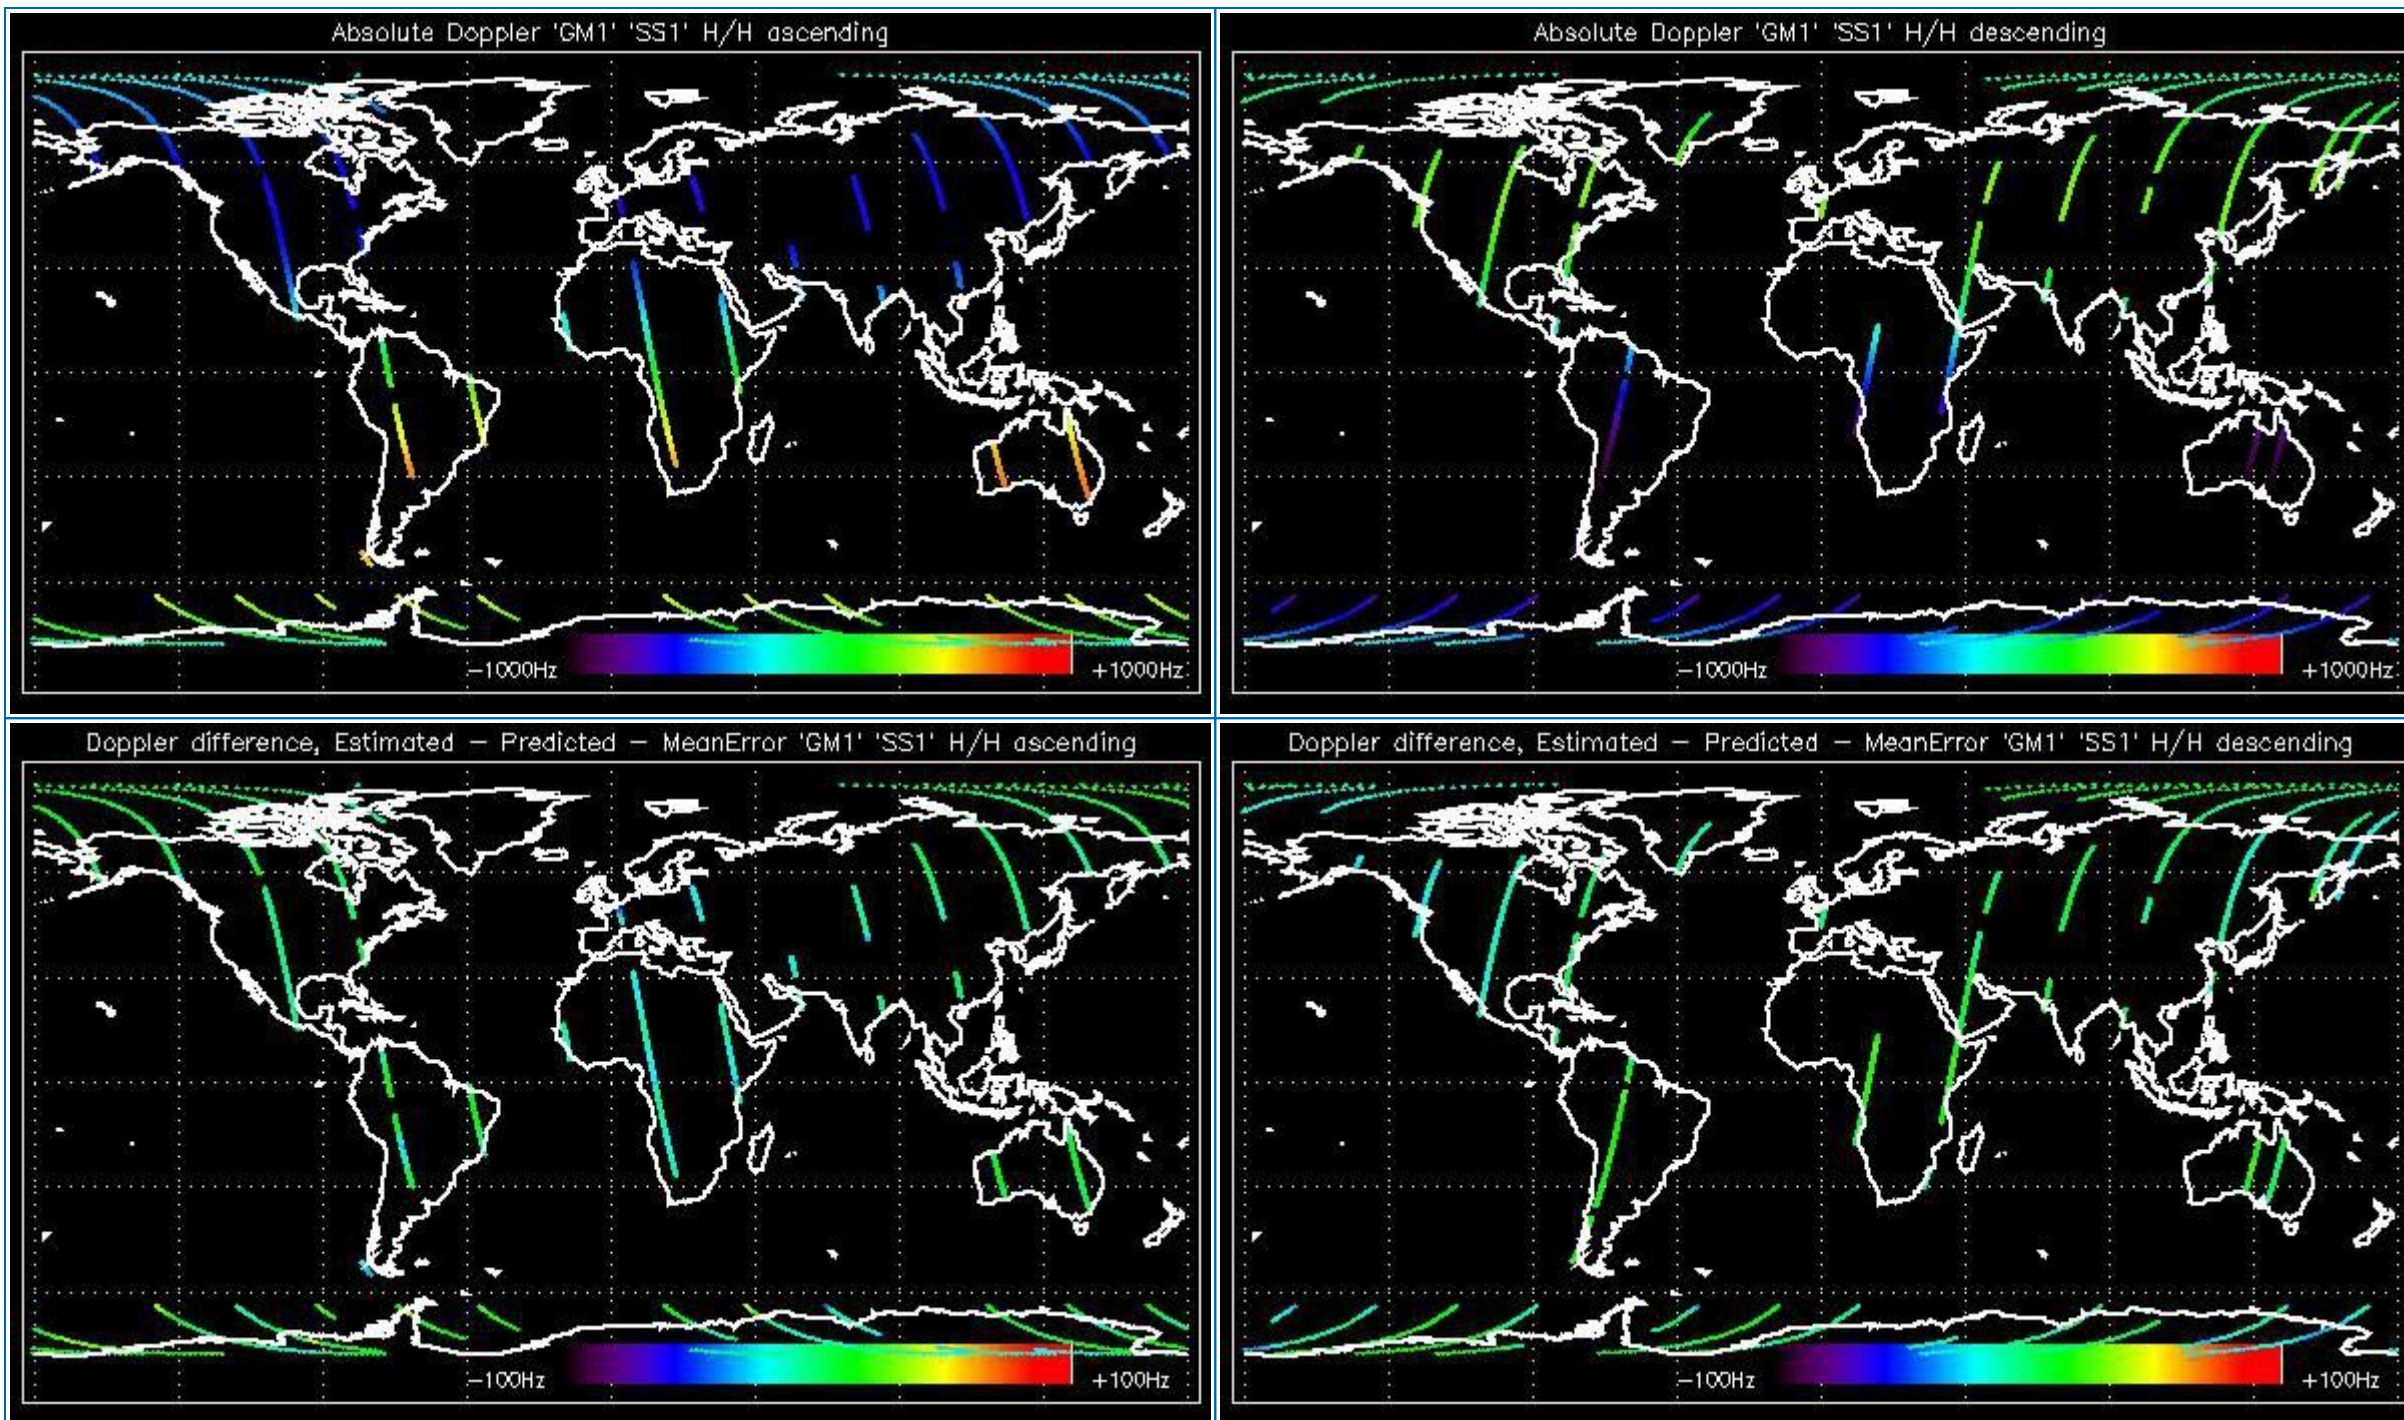 Absolute Doppler 'GM1' 'SS1' H/H ascending
-1000Hz
+1000Hz
Absolute Doppler 'GM1' 'SS1' H/H descending
-1000Hz
+1000Hz
Doppler difference, Estimated - Predicted - MeanError 'GM1' 'SS1' H/H ascending
-100Hz
+100Hz
Doppler difference, Estimated - Predicted - MeanError 'GM1' 'SS1' H/H descending
-100Hz
+100Hz